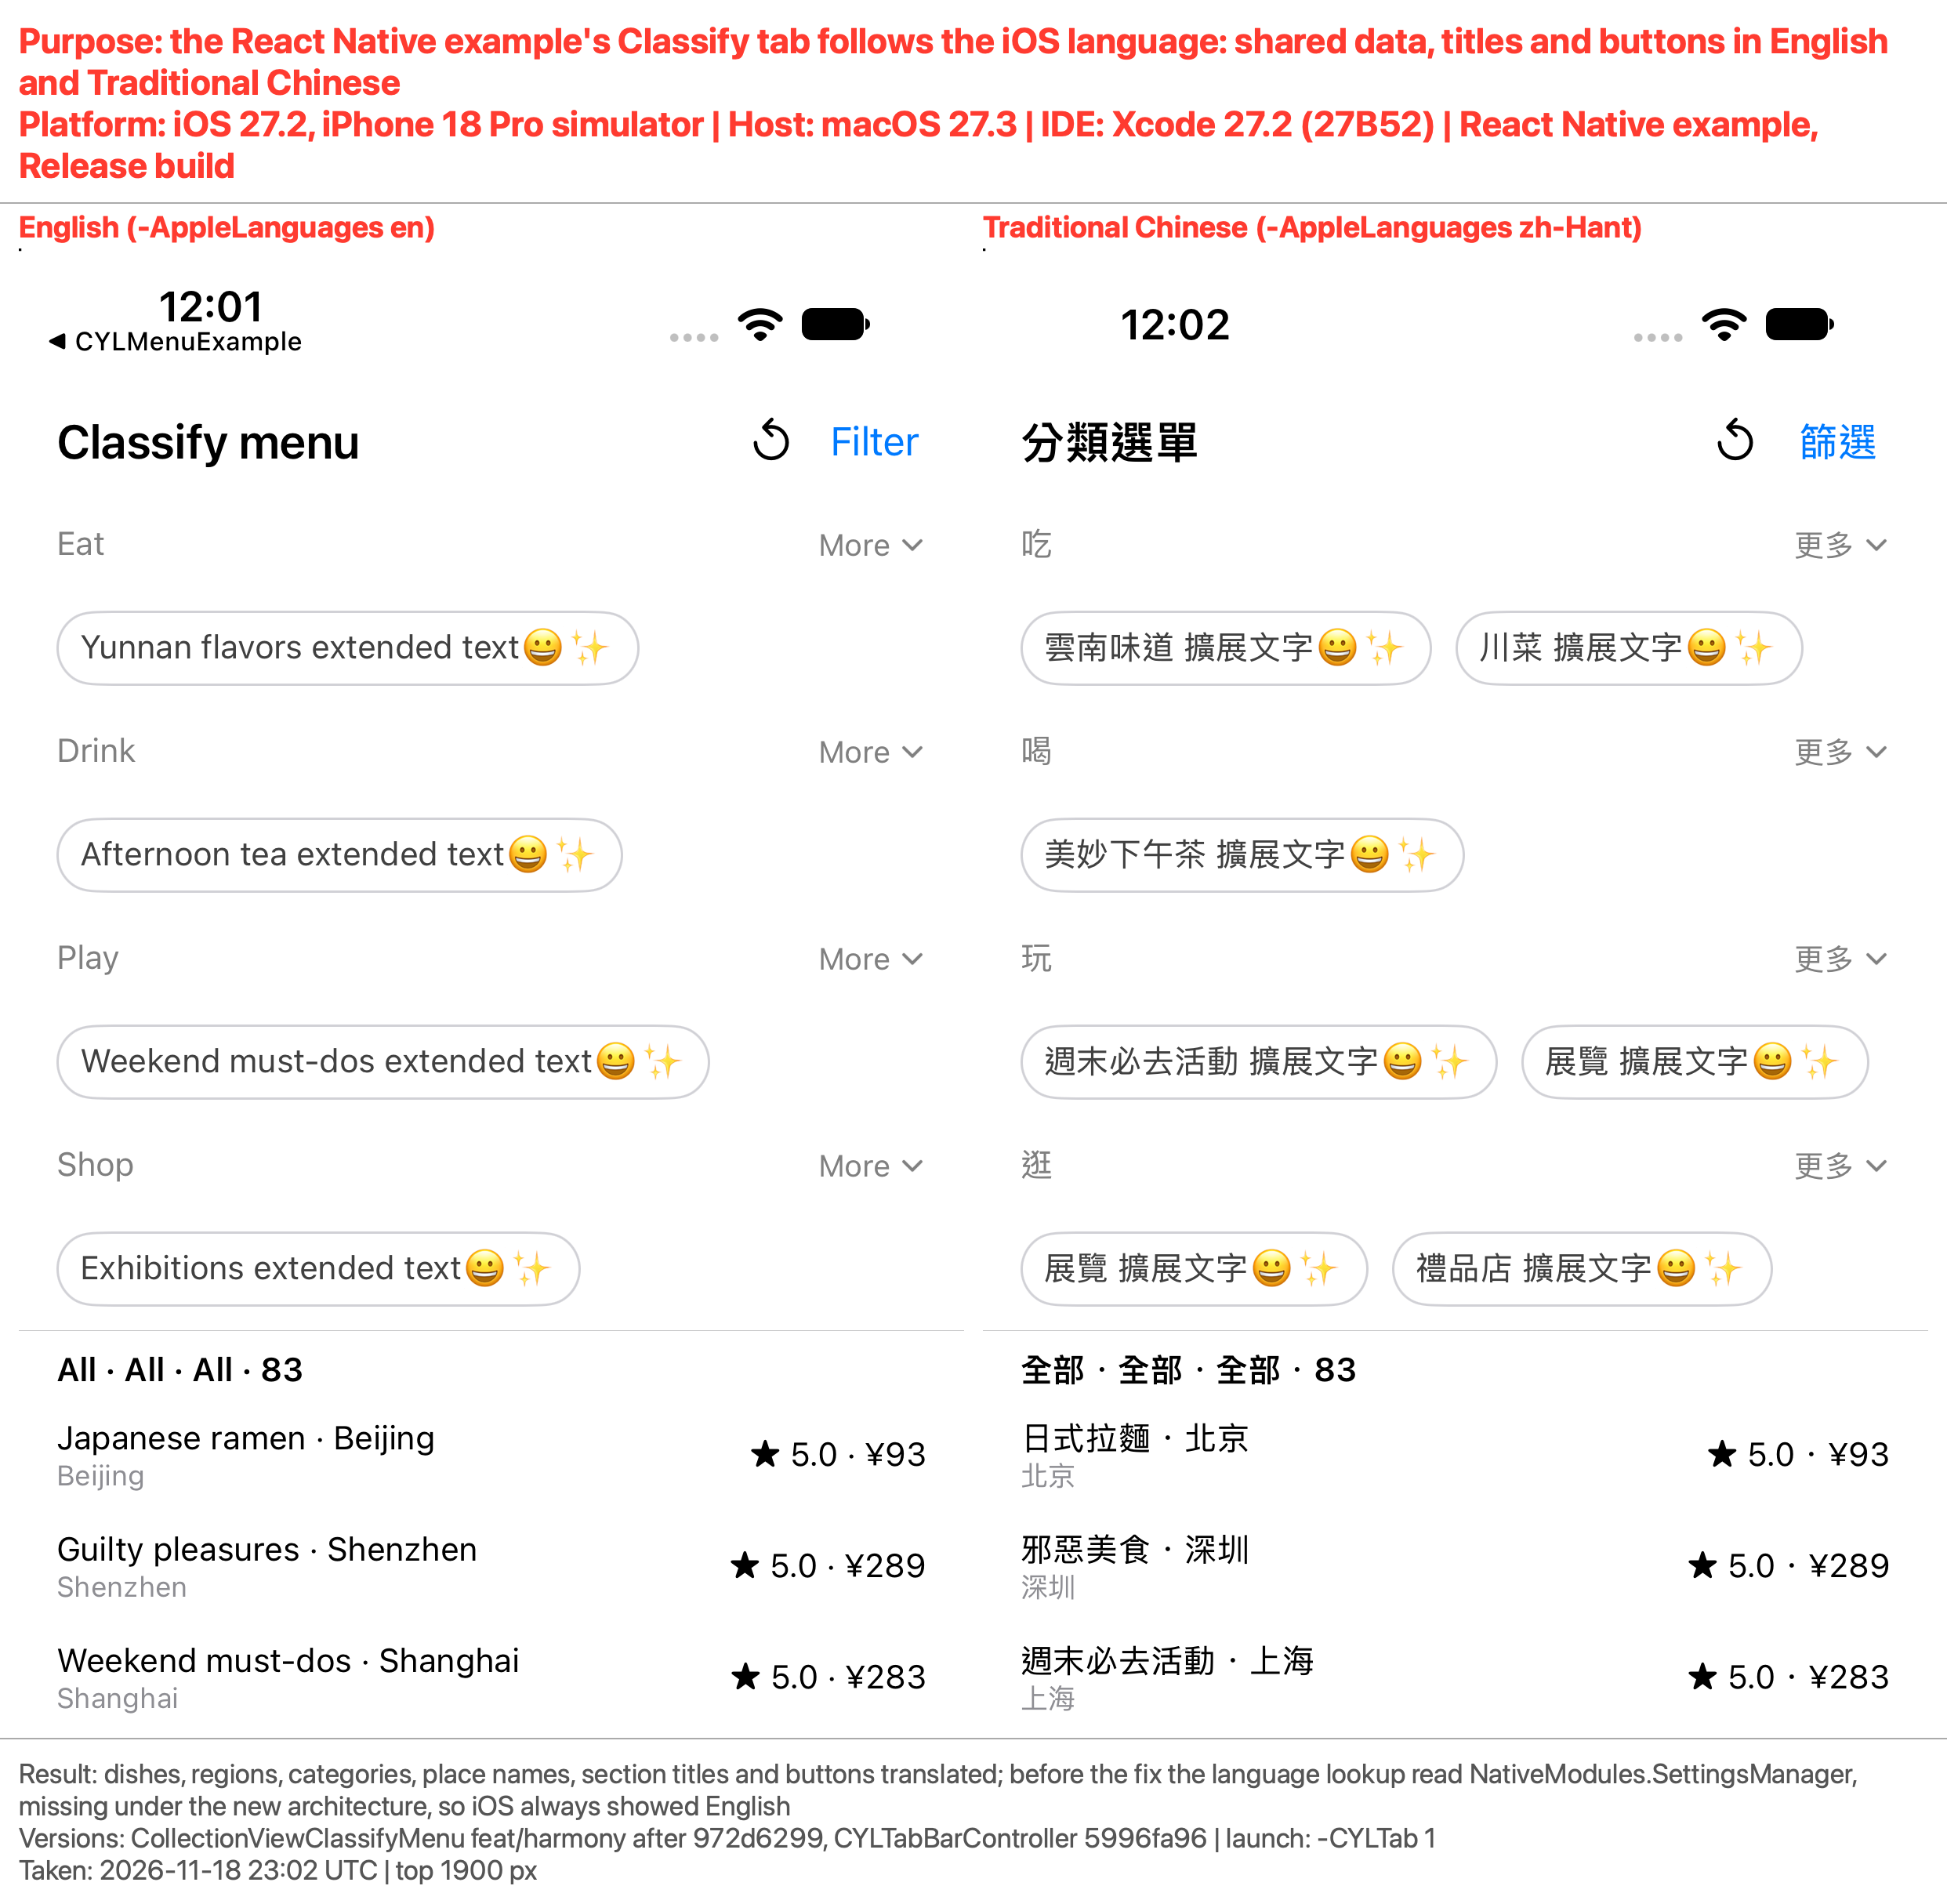 Purpose: the React Native example's Classify tab follows the iOS language: shared data, titles and buttons in English
and Traditional Chinese
Platform: iOS 27.2, iPhone 18 Pro simulator | Host: macOS 27.3 | IDE: Xcode 27.2 (27B52) | React Native example,
Release build
English (-AppleLanguages en)
12:01
◀ CYLMenuExample
Classify menu
Filter
Eat
More
Yunnan flavors extended text😀✨
Drink
More
Afternoon tea extended text😀✨
Play
More
Weekend must-dos extended text😀✨
Shop
More
Exhibitions extended text😀✨
All · All · All · 83
Japanese ramen · Beijing
Beijing
★ 5.0 · ¥93
Guilty pleasures · Shenzhen
Shenzhen
★ 5.0 · ¥289
Weekend must-dos · Shanghai
Shanghai
★ 5.0 · ¥283
Traditional Chinese (-AppleLanguages zh-Hant)
12:02
分類選單
篩選
吃
更多
雲南味道 擴展文字😀✨
川菜 擴展文字😀✨
喝
更多
美妙下午茶 擴展文字😀✨
玩
更多
週末必去活動 擴展文字😀✨
展覽 擴展文字😀✨
逛
更多
展覽 擴展文字😀✨
禮品店 擴展文字😀✨
全部 · 全部 · 全部 · 83
日式拉麵 · 北京
北京
★ 5.0 · ¥93
邪惡美食 · 深圳
深圳
★ 5.0 · ¥289
週末必去活動 · 上海
上海
★ 5.0 · ¥283
Result: dishes, regions, categories, place names, section titles and buttons translated; before the fix the language lookup read NativeModules.SettingsManager,
missing under the new architecture, so iOS always showed English
Versions: CollectionViewClassifyMenu feat/harmony after 972d6299, CYLTabBarController 5996fa96 | launch: -CYLTab 1
Taken: 2026-11-18 23:02 UTC | top 1900 px